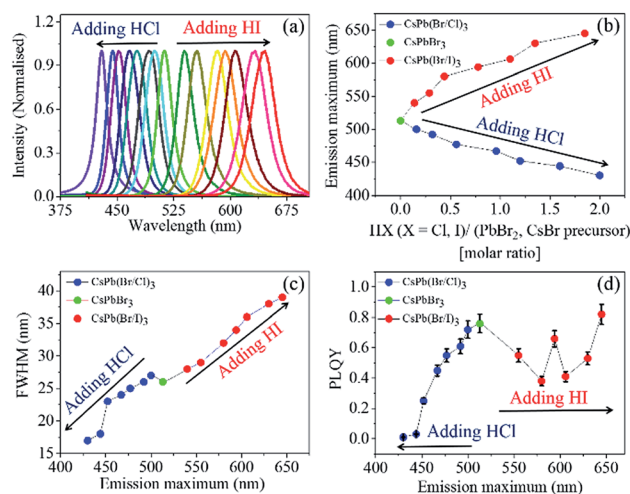 (a)
Adding HCl Adding HI
Intensity (Normalised)
1.2
0.9
0.6
0.3
0.0
375 450 525 600 675
Wavelength (nm)
(b)
CsPb(Br/Cl)3
CsPbBr3
CsPb(Br/I)3
Adding HI
Adding HCl
Emission maximum (nm)
650
600
550
500
450
400
0.0 0.5 1.0 1.5 2.0
HX (X = Cl, I)/ (PbBr2, CsBr precursor)
[molar ratio]
(c)
CsPb(Br/Cl)3
CsPbBr3
CsPb(Br/I)3
Adding HCl
Adding HI
FWHM (nm)
40
35
30
25
20
15
400 450 500 550 600 650
Emission maximum (nm)
(d)
CsPb(Br/Cl)3
CsPbBr3
CsPb(Br/I)3
Adding HI
Adding HCl
PLQY
1.0
0.8
0.6
0.4
0.2
0.0
400 450 500 550 600 650
Emission maximum (nm)